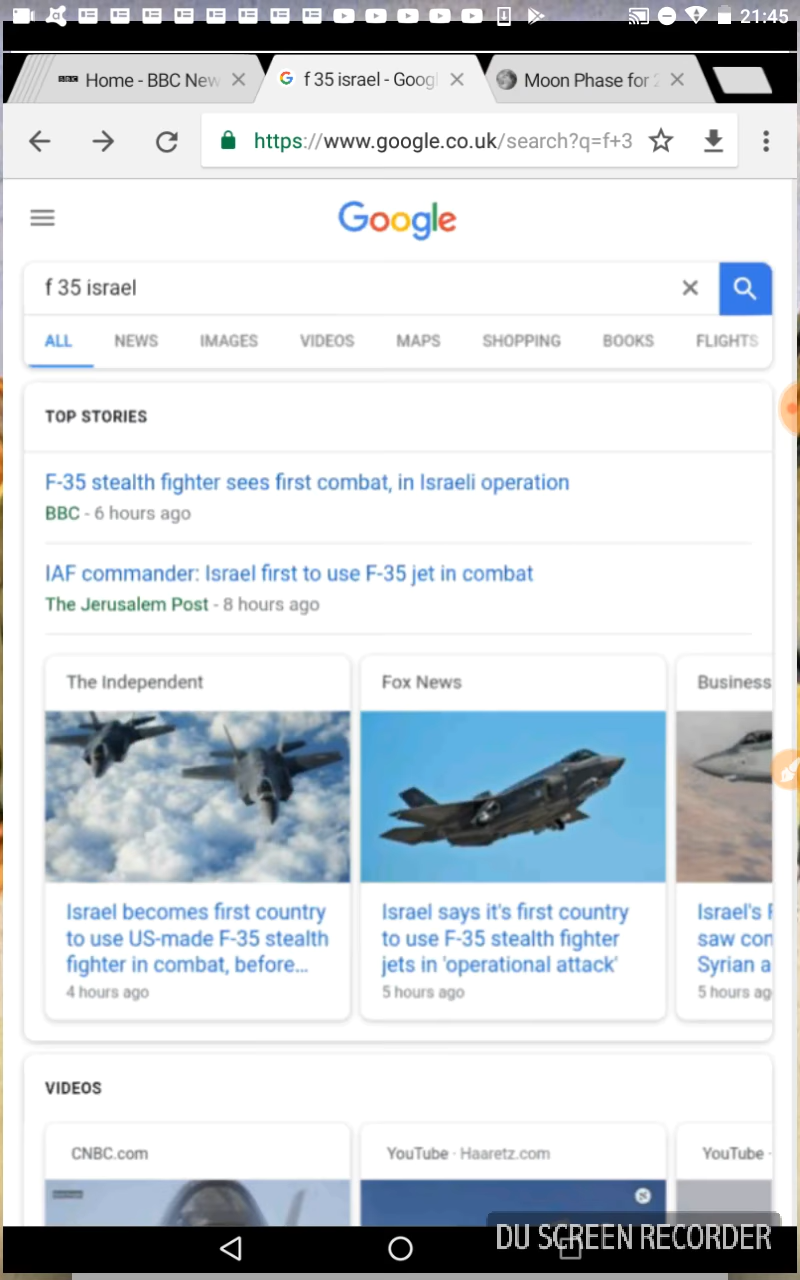 21:45
Home - BBC New
f 35 israel - Googl
Moon Phase for 2
https://www.google.co.uk/search?q=f+3
Google
f 35 israel
ALL NEWS IMAGES VIDEOS MAPS SHOPPING BOOKS FLIGHTS
TOP STORIES
F-35 stealth fighter sees first combat, in Israeli operation
BBC - 6 hours ago
IAF commander: Israel first to use F-35 jet in combat
The Jerusalem Post - 8 hours ago
The Independent
Israel becomes first country
to use US-made F-35 stealth
fighter in combat, before...
4 hours ago
Fox News
Israel says it's first country
to use F-35 stealth fighter
jets in 'operational attack'
5 hours ago
Business
Israel's F
saw con
Syrian a
5 hours ag
VIDEOS
CNBC.com
YouTube · Haaretz.com
YouTube ·
DU SCREEN RECORDER